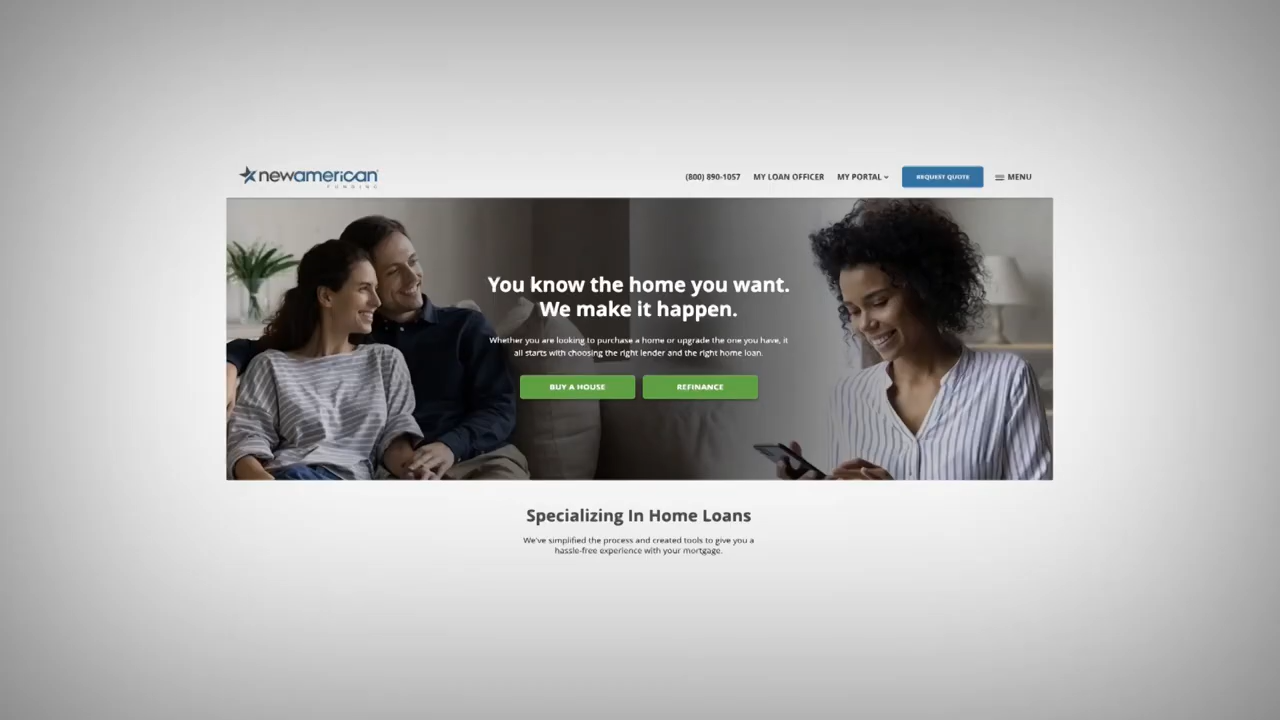 newamerican
FUNDING
(800) 890-1057
MY LOAN OFFICER
MY PORTAL
REQUEST QUOTE
MENU
You know the home you want.
We make it happen.
Whether you are looking to purchase a home or upgrade the one you have, it
all starts with choosing the right lender and the right home loan.
BUY A HOUSE
REFINANCE
Specializing In Home Loans
We've simplified the process and created tools to give you a
hassle-free experience with your mortgage.